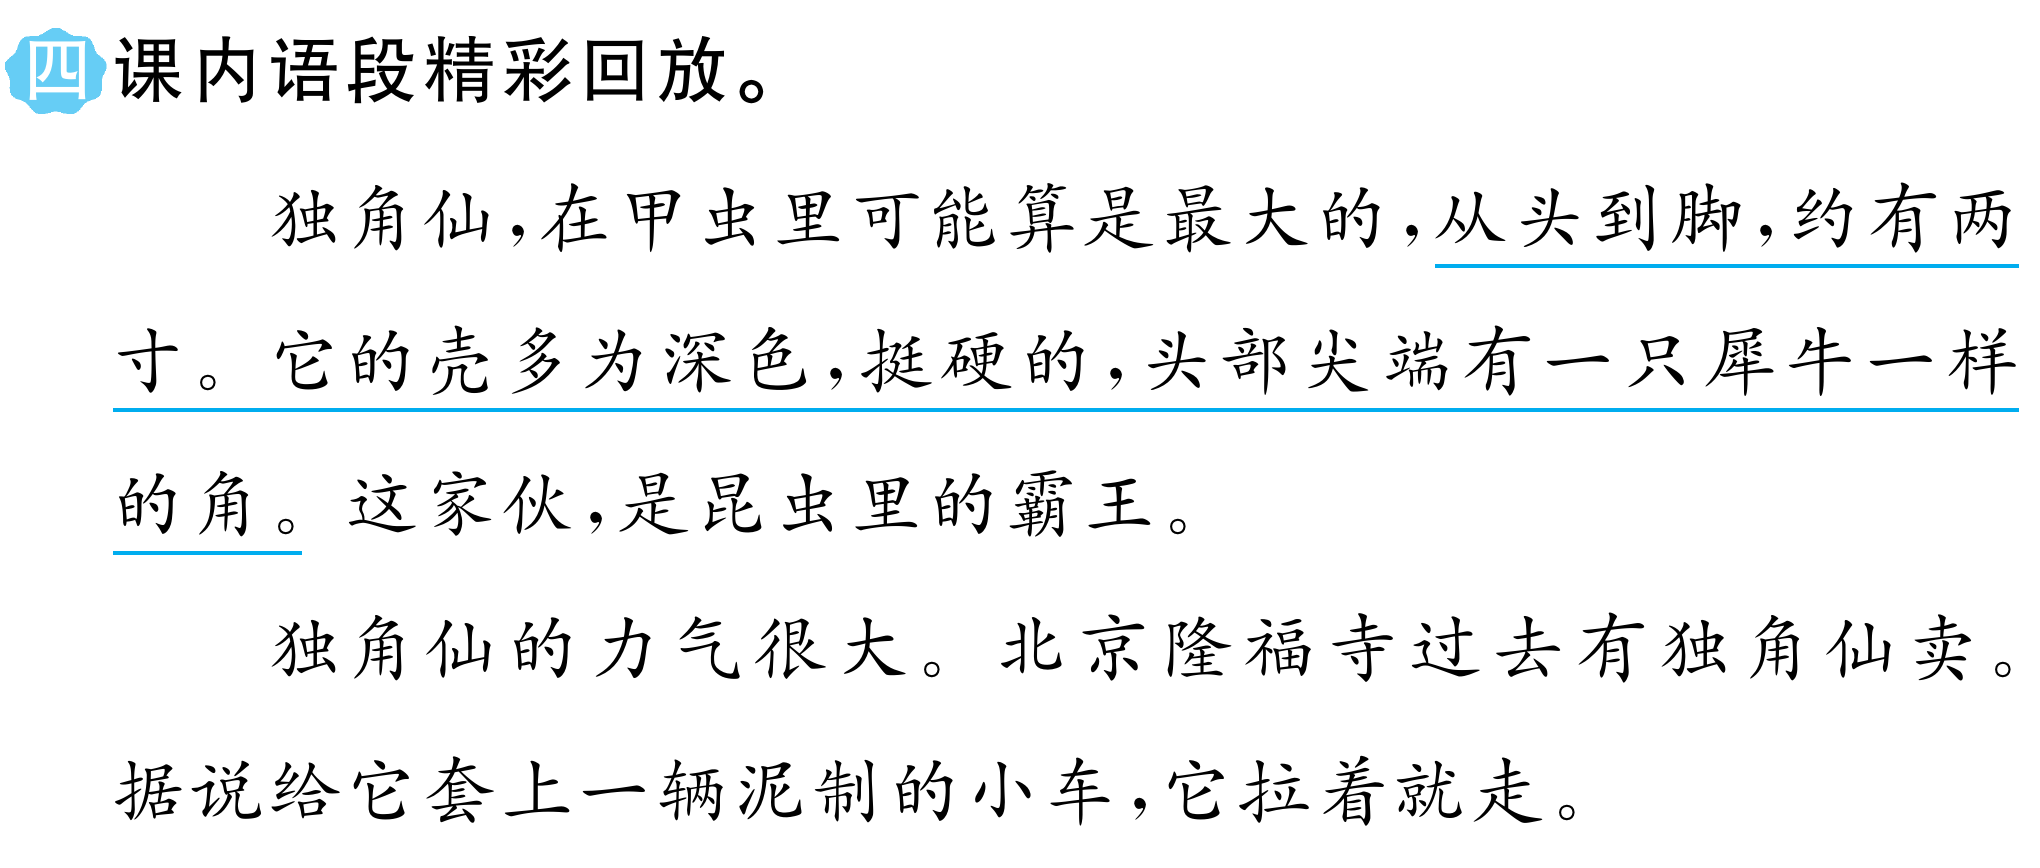 四 课内语段精彩回放。
独角仙,在甲虫里可能算是最大的,从头到脚,约有两
寸。它的壳多为深色,挺硬的,头部尖端有一只犀牛一样
的角。这家伙,是昆虫里的霸王。
独角仙的力气很大。北京隆福寺过去有独角仙卖。
据说给它套上一辆泥制的小车,它拉着就走。